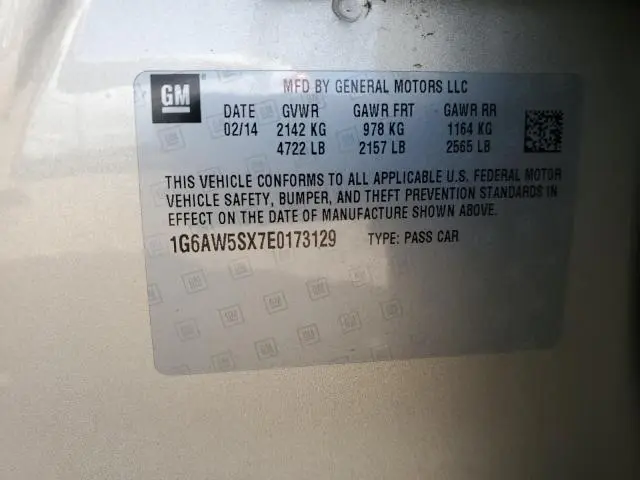 GM
MFD BY GENERAL MOTORS LLC
DATE GVWR GAWR FRT GAWR RR
02/14 2142 KG 978 KG 1164 KG
4722 LB 2157 LB 2565 LB
THIS VEHICLE CONFORMS TO ALL APPLICABLE U.S. FEDERAL MOTOR
VEHICLE SAFETY, BUMPER, AND THEFT PREVENTION STANDARDS IN
EFFECT ON THE DATE OF MANUFACTURE SHOWN ABOVE.
1G6AW5SX7E0173129 TYPE: PASS CAR